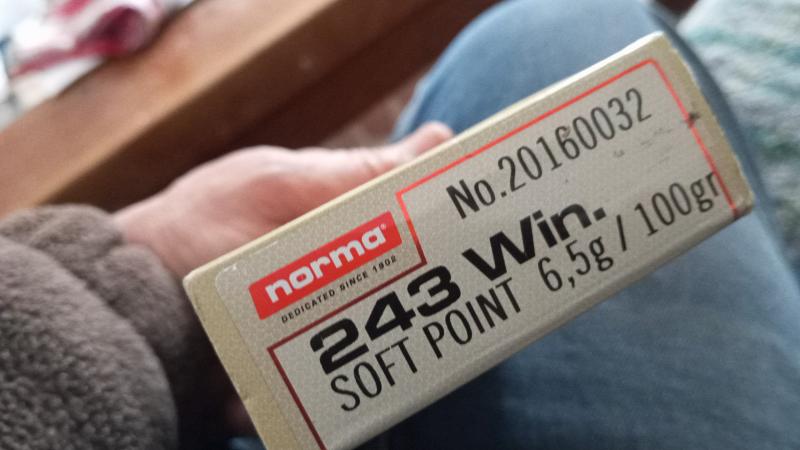 No.20160032
norma
DEDICATED SINCE 1902
243 Win.
SOFT POINT 6,5g / 100gr